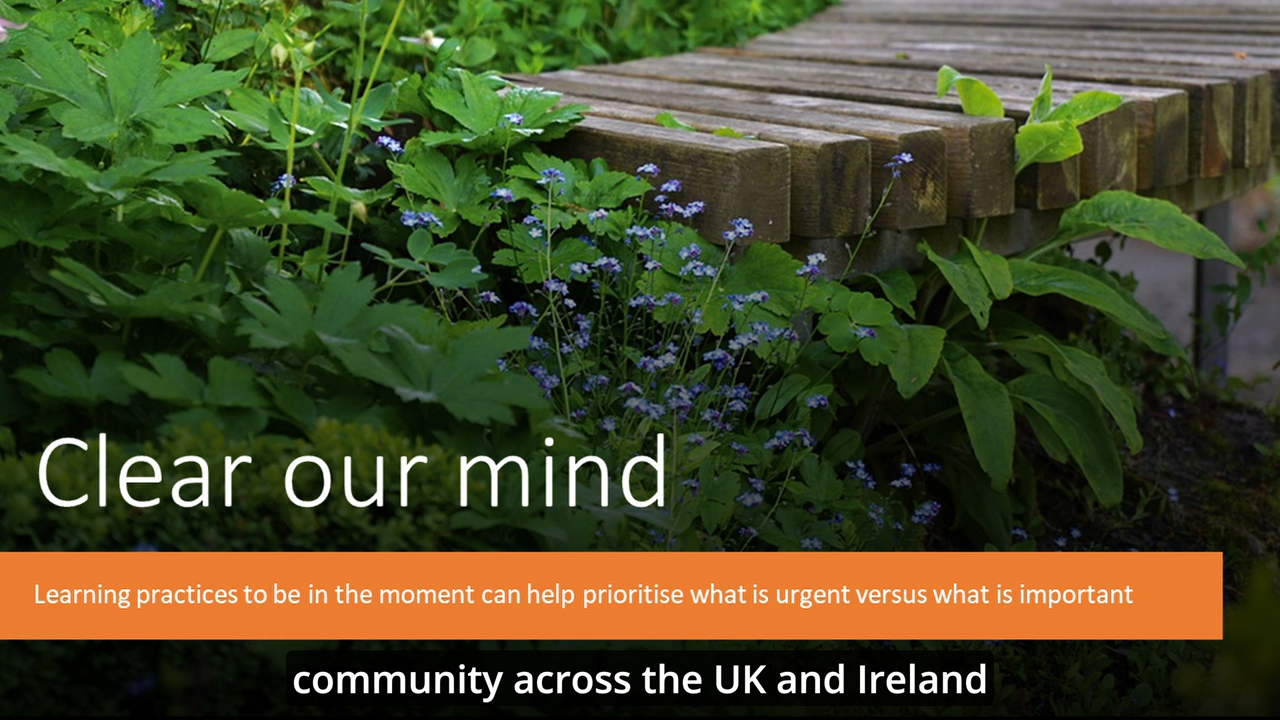 Clear our mind
Learning practices to be in the moment can help prioritise what is urgent versus what is important
community across the UK and Ireland